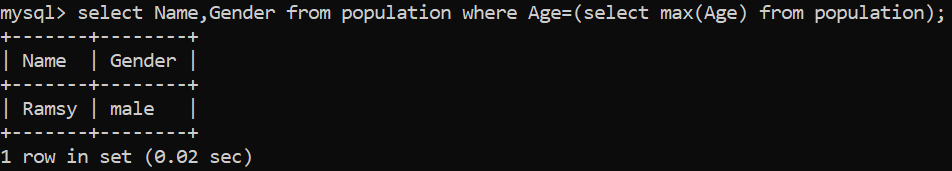 mysql> select Name,Gender from population where Age=(select max(Age) from population);
+-------+--------+
| Name  | Gender |
+-------+--------+
| Ramsy | male   |
+-------+--------+
1 row in set (0.02 sec)